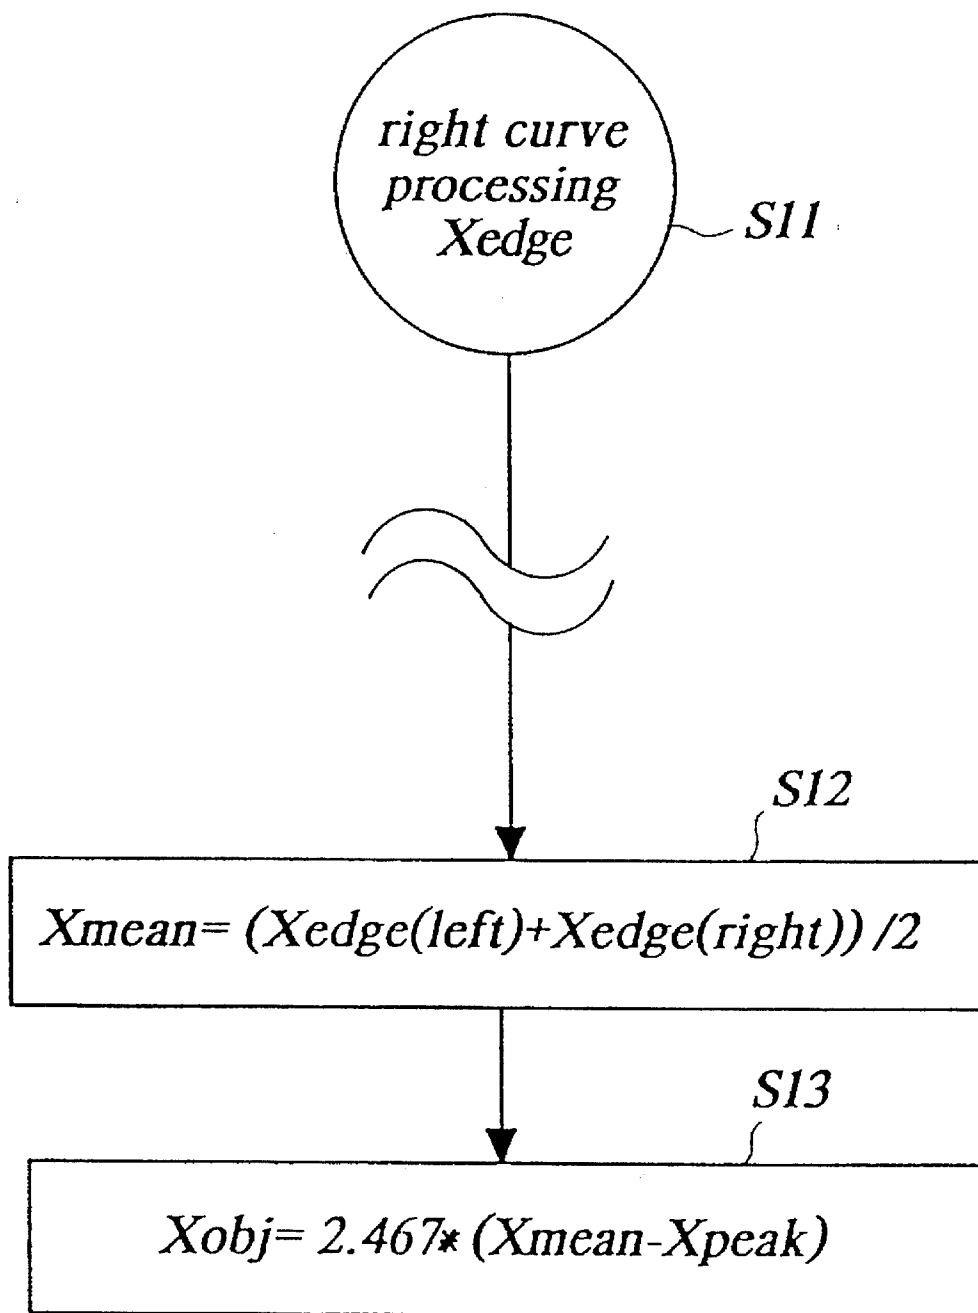 right curve
processing
Xedge
S11
S12
Xmean= (Xedge(left)+Xedge(right)) /2
S13
Xobj= 2.467* (Xmean-Xpeak)